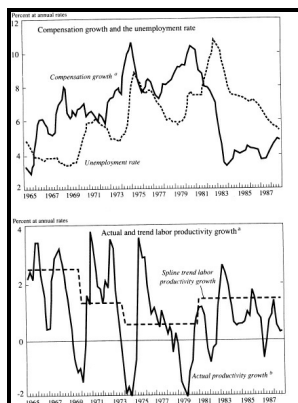 Percent at annual rates
Compensation growth and the unemployment rate
12
10
Compensation growth a
8
6
4
Unemployment rate
2
1965 1967 1969 1971 1973 1975 1977 1979 1981 1983 1985 1987
Percent at annual rates
Actual and trend labor productivity growth a
4
Spline trend labor
productivity growth
2
0
Actual productivity growth b
-2
1965 1967 1969 1971 1973 1975 1977 1979 1981 1983 1985 1987